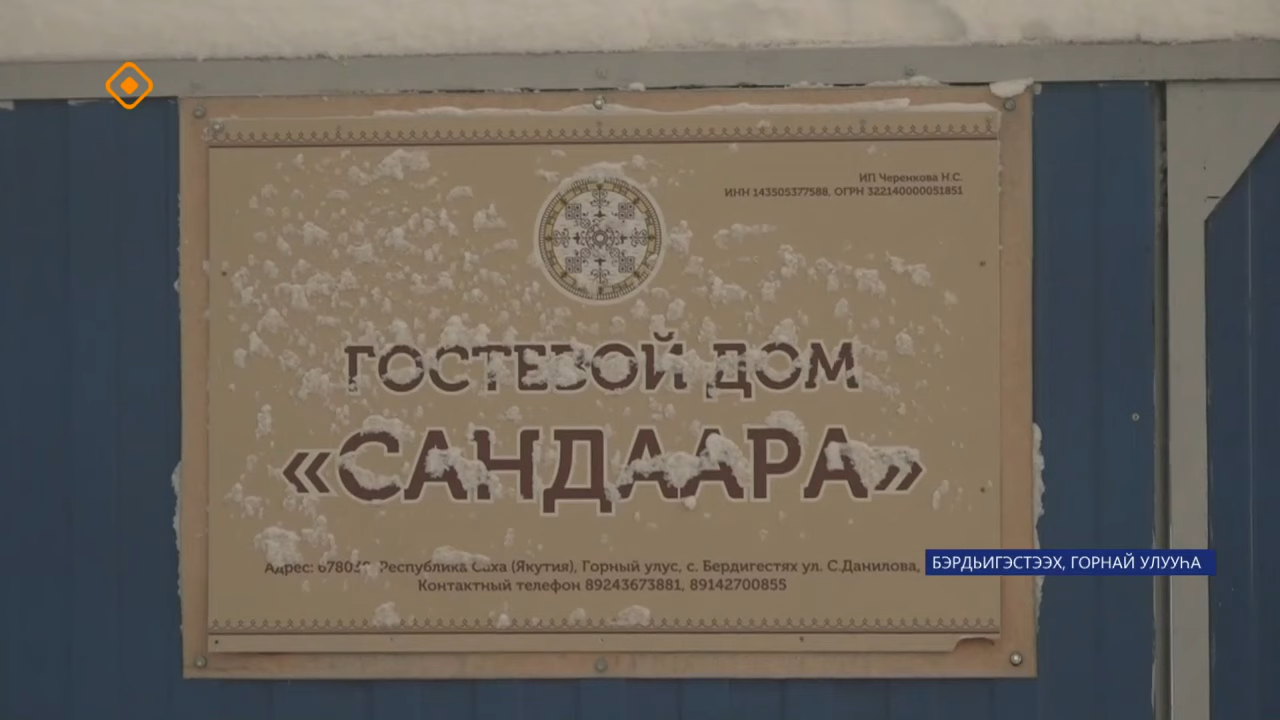 ИП Черенкова Н.С.
ИНН 143505377588, ОГРН 322140000051851
ГОСТЕВОЙ ДОМ
«САНДААРА»
Адрес: Республика Саха (Якутия), Горный улус, с. Бердигестях ул. С.Данилова,
Контактный телефон 89243673881, 89142700855
БЭРДЬИГЭСТЭЭХ, ГОРНАЙ УЛУУҺА